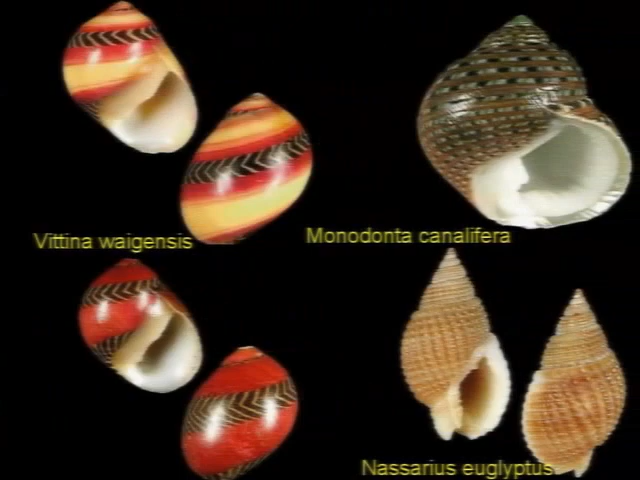 Vittina waigensis
Monodonta canalifera
Nassarius euglyptus